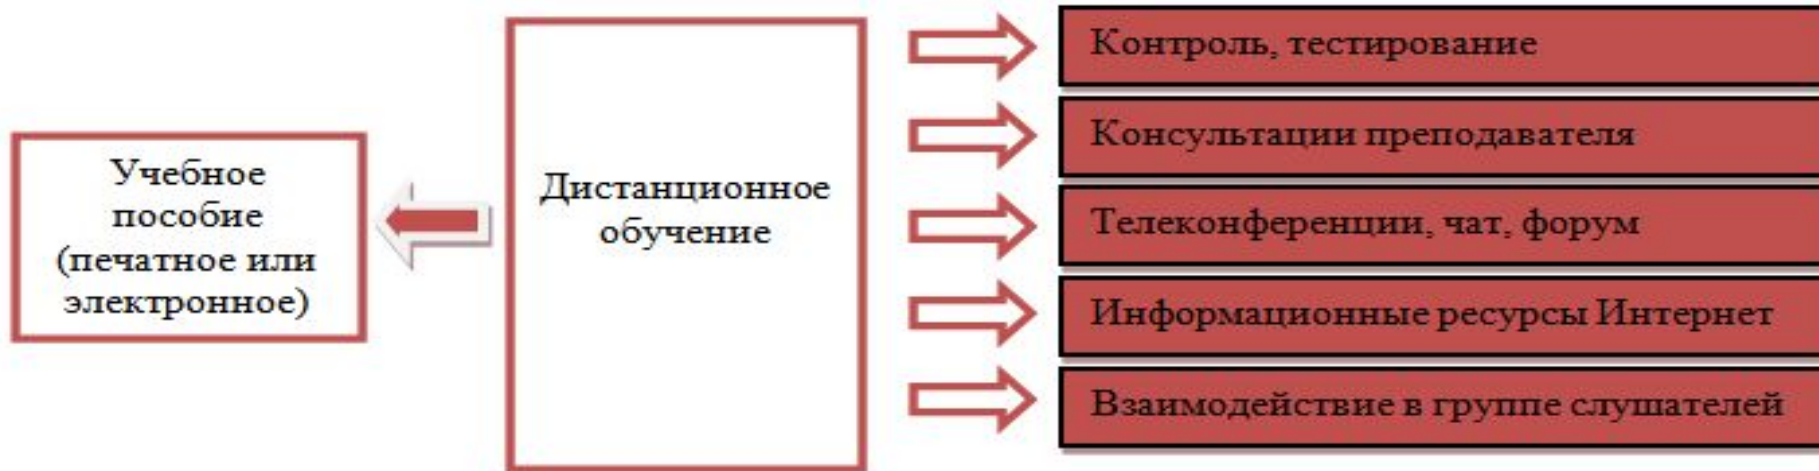 Учебное
пособие
(печатное или
электронное)
Дистанционное
обучение
Контроль, тестирование
Консультации преподавателя
Телеконференции, чат, форум
Информационные ресурсы Интернет
Взаимодействие в группе слушателей